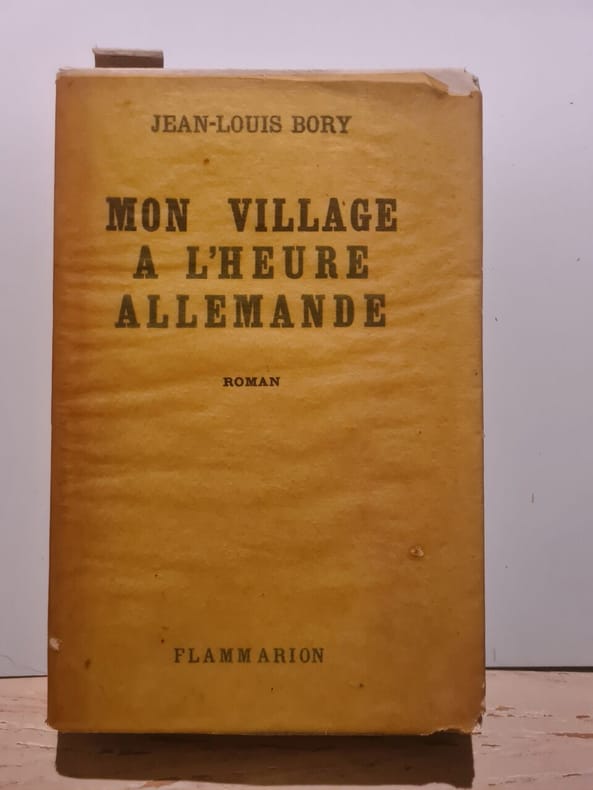 JEAN-LOUIS BORY
MON VILLAGE
A L'HEURE
ALLEMANDE
ROMAN
FLAMMARION